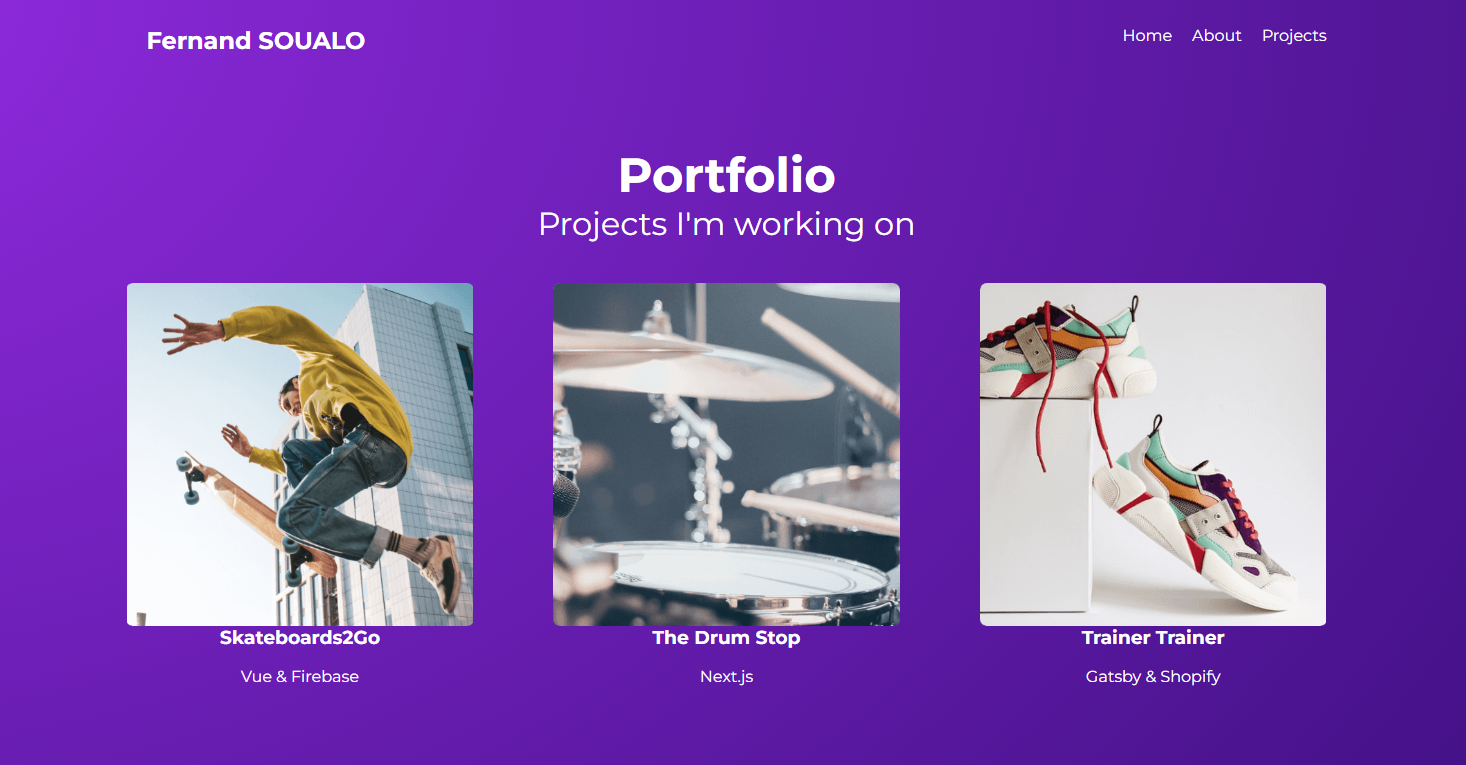 Fernand SOUALO
Home About Projects
Portfolio
Projects I'm working on
Skateboards2Go
The Drum Stop
Trainer Trainer
Vue & Firebase
Next.js
Gatsby & Shopify